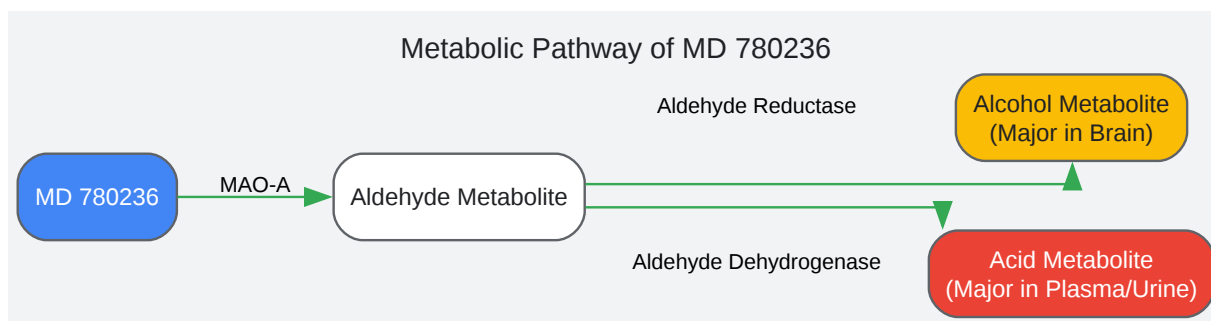 Metabolic Pathway of MD 780236
Aldehyde Reductase
Alcohol Metabolite
(Major in Brain)
MD 780236
MAO-A
Aldehyde Metabolite
Aldehyde Dehydrogenase
Acid Metabolite
(Major in Plasma/Urine)